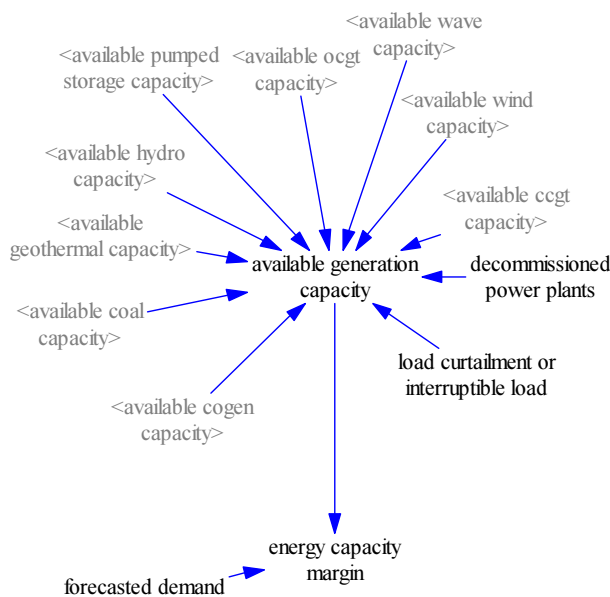 <available wave
capacity>
<available pumped
storage capacity>
<available ocgt
capacity>
<available wind
capacity>
<available hydro
capacity>
<available ccgt
capacity>
<available
geothermal capacity>
available generation
capacity
decommissioned
power plants
<available coal
capacity>
load curtailment or
interruptible load
<available cogen
capacity>
energy capacity
margin
forecasted demand